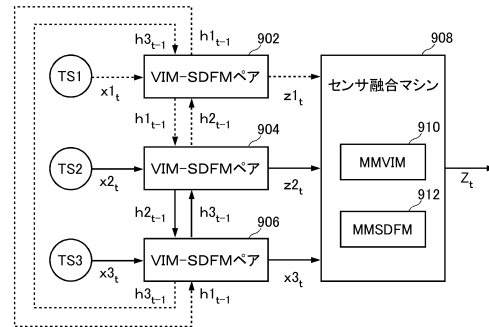 h3t-1
h1t-1
902
908
TS1
VIM-SDFMペア
x1t
z1t
センサ融合マシン
h1t-1
h2t-1
904
910
TS2
VIM-SDFMペア
MMVIM
x2t
z2t
Zt
912
h2t-1
h3t-1
906
MMSDFM
TS3
VIM-SDFMペア
x3t
x3t
h3t-1
h1t-1